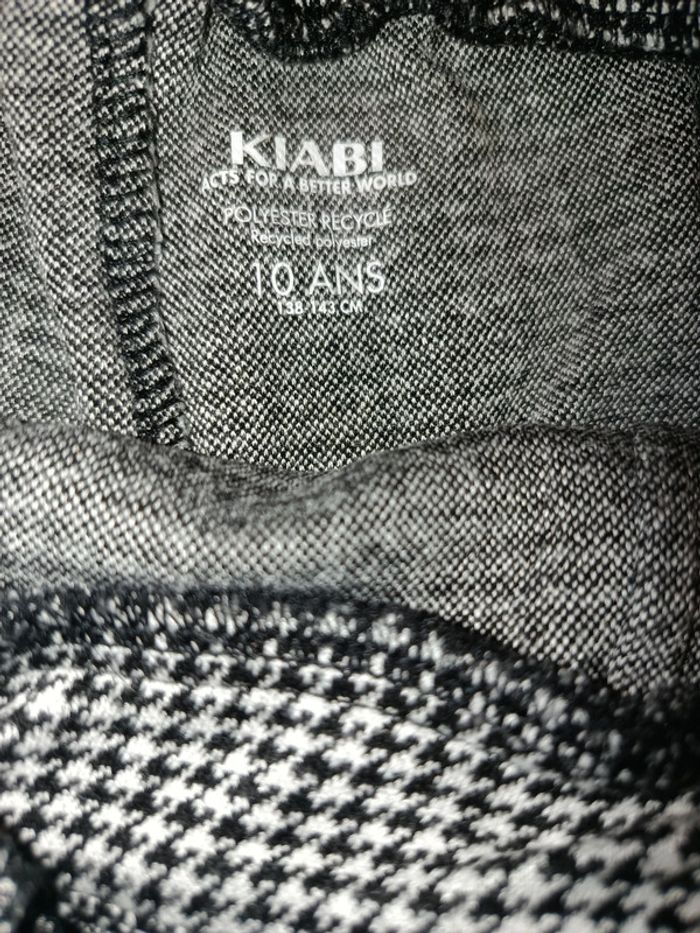 KIABI
ACTS FOR A BETTER WORLD
POLYESTER RECYCLÉ
Recycled polyester
10 ANS
138-143 CM